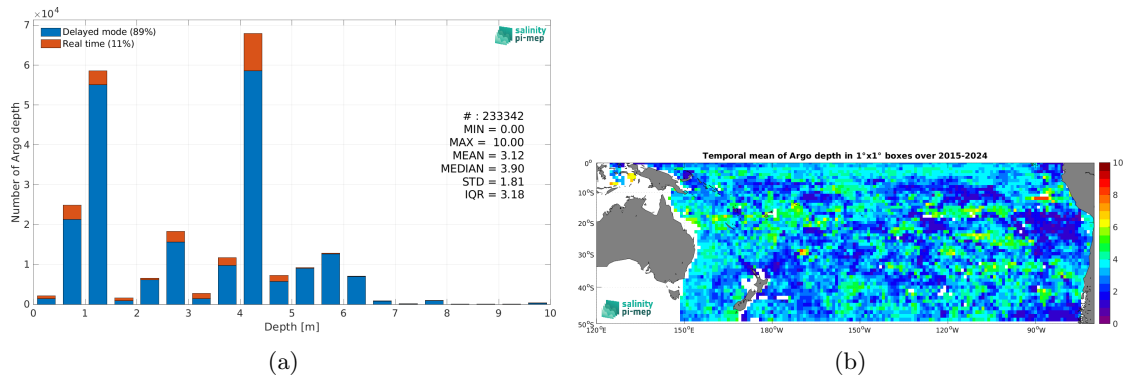 7 ×10⁴
Delayed mode (89%)
Real time (11%)
salinity
pi-mep
6
5
4
3
2
1
0
Number of Argo depth
# : 233342
MIN = 0.00
MAX = 10.00
MEAN = 3.12
MEDIAN = 3.90
STD = 1.81
IQR = 3.18
0 1 2 3 4 5 6 7 8 9 10
Depth [m]
(a)
Temporal mean of Argo depth in 1°x1° boxes over 2015-2024
0°
10°S
20°S
30°S
40°S
50°S
120°E 150°E 180°W 150°W 120°W 90°W
salinity
pi-mep
10
8
6
4
2
0
(b)